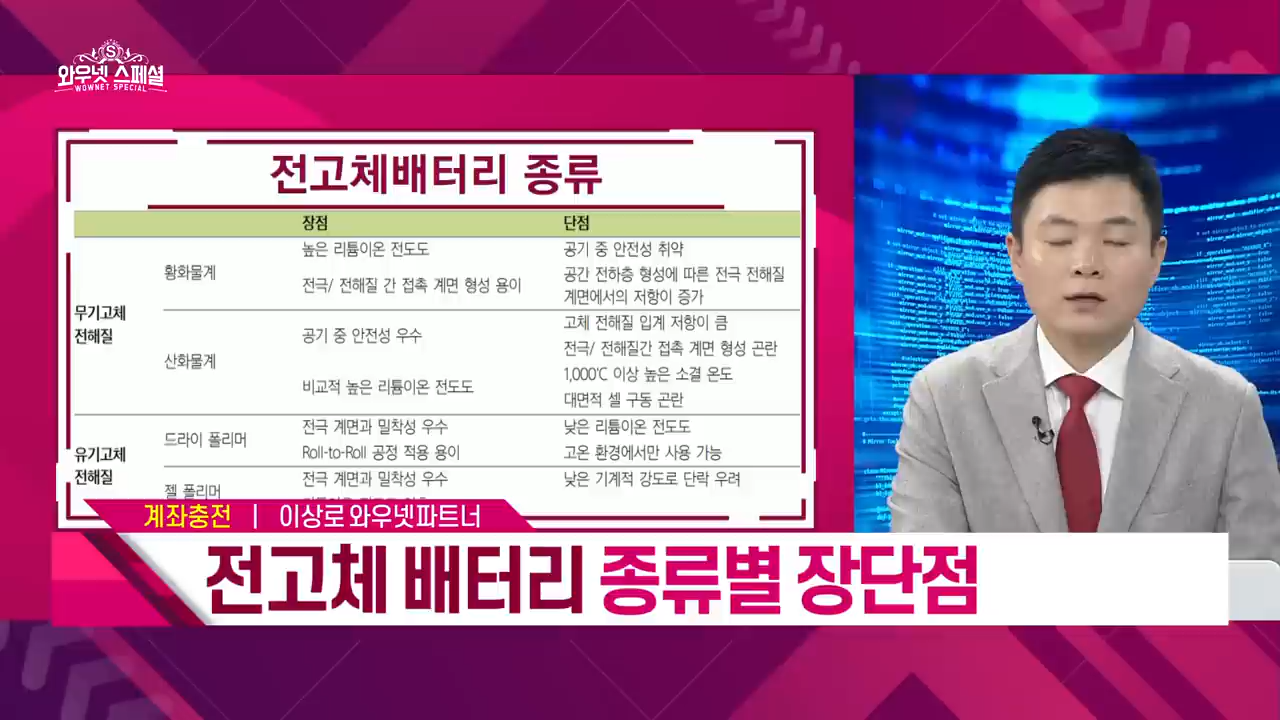 S
와우넷 스페셜
WOWNET SPECIAL
전고체배터리 종류
장점 단점
무기고체 전해질
황화물계
높은 리튬이온 전도도
공기 중 안전성 취약
전극/ 전해질 간 접촉 계면 형성 용이
공간 전하층 형성에 따른 전극 전해질
계면에서의 저항이 증가
산화물계
공기 중 안전성 우수
고체 전해질 입계 저항이 큼
전극/ 전해질간 접촉 계면 형성 곤란
비교적 높은 리튬이온 전도도
1,000℃ 이상 높은 소결 온도
대면적 셀 구동 곤란
유기고체 전해질
드라이 폴리머
전극 계면과 밀착성 우수
낮은 리튬이온 전도도
Roll-to-Roll 공정 적용 용이
고온 환경에서만 사용 가능
젤 폴리머
전극 계면과 밀착성 우수
낮은 기계적 강도로 단락 우려
계좌충전 | 이상로 와우넷파트너
전고체 배터리 종류별 장단점